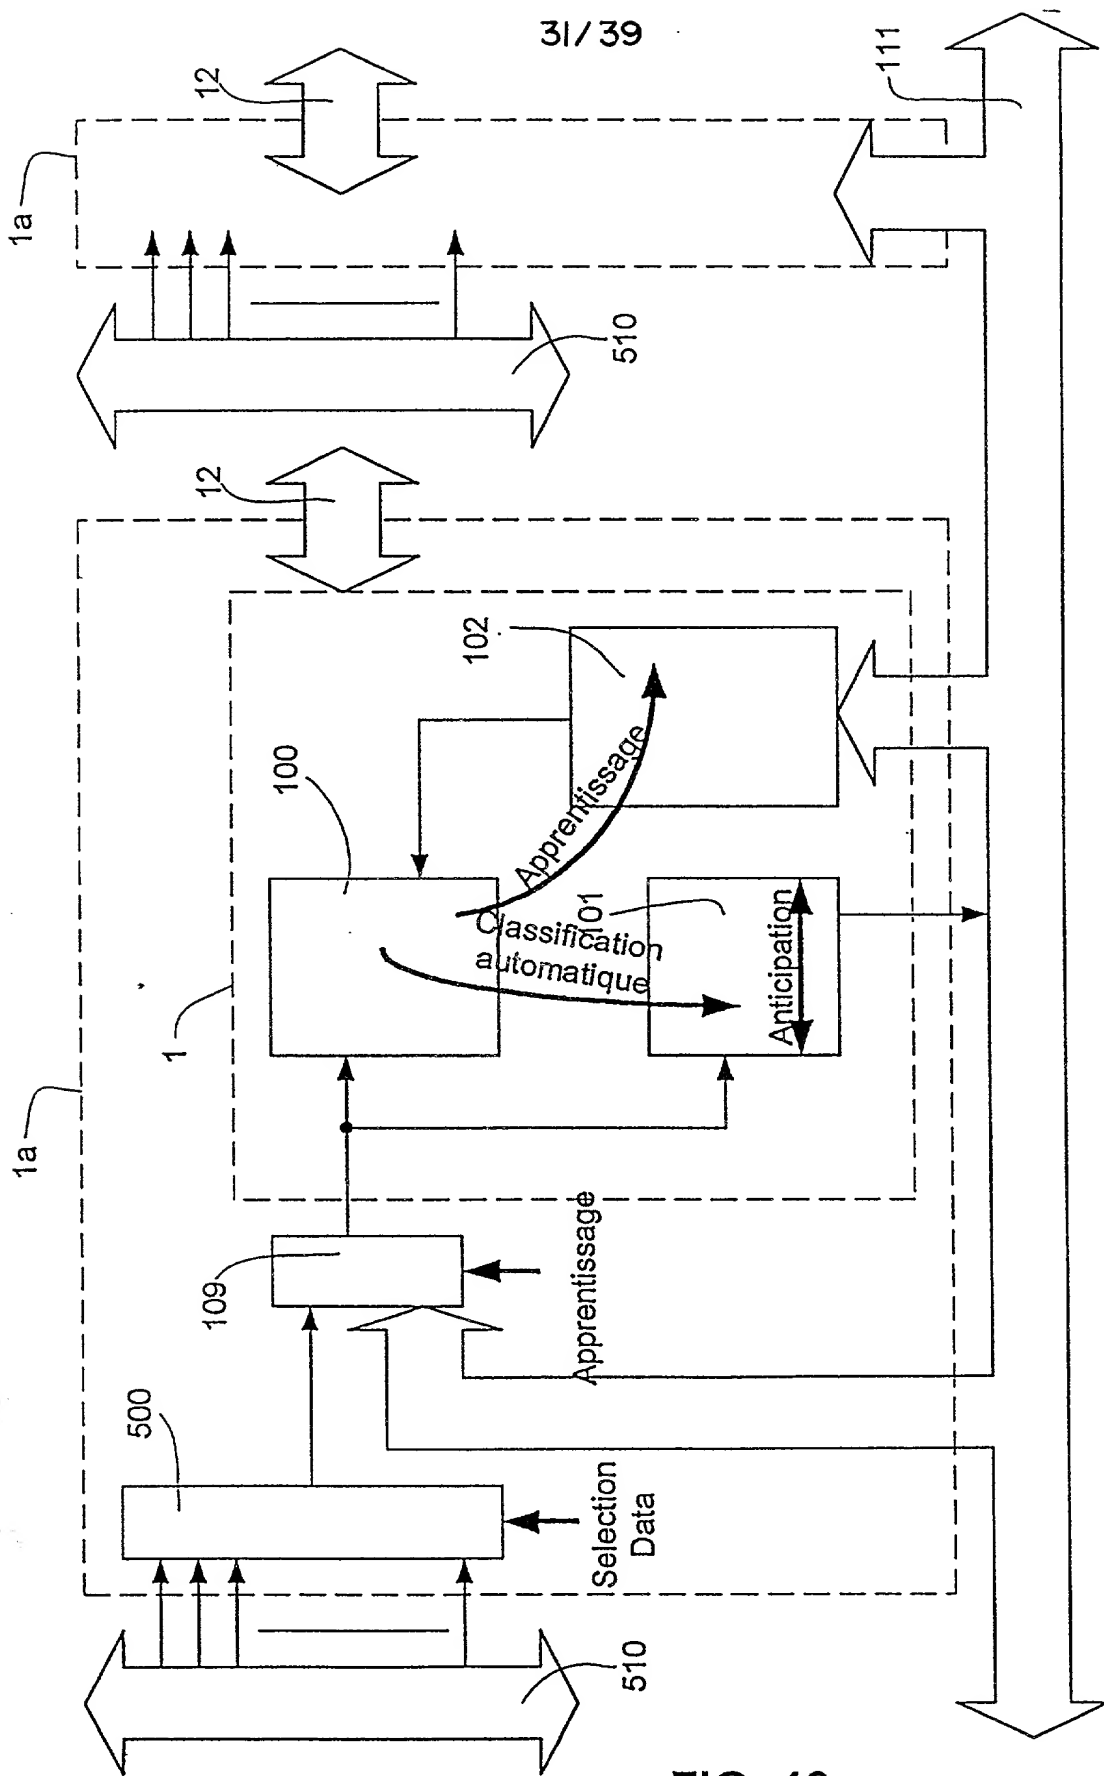 31/39
12
1a
111
510
12
102
100
Apprentissage
101
Classification
automatique
Anticipation
1
1a
109
Apprentissage
500
Selection
Data
510